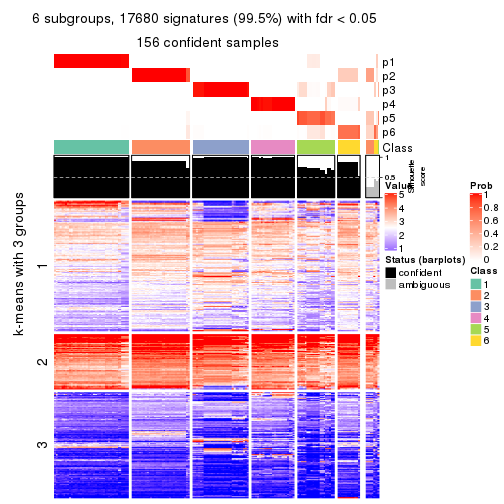 6 subgroups, 17680 signatures (99.5%) with fdr < 0.05
156 confident samples
p1
p2
p3
p4
p5
p6
Class
1
0.5
0
Silhouette
score
k-means with 3 groups
1
2
3
Value
5
4
3
2
1
Status (barplots)
confident
ambiguous
Prob
1
0.8
0.6
0.4
0.2
0
Class
1
2
3
4
5
6